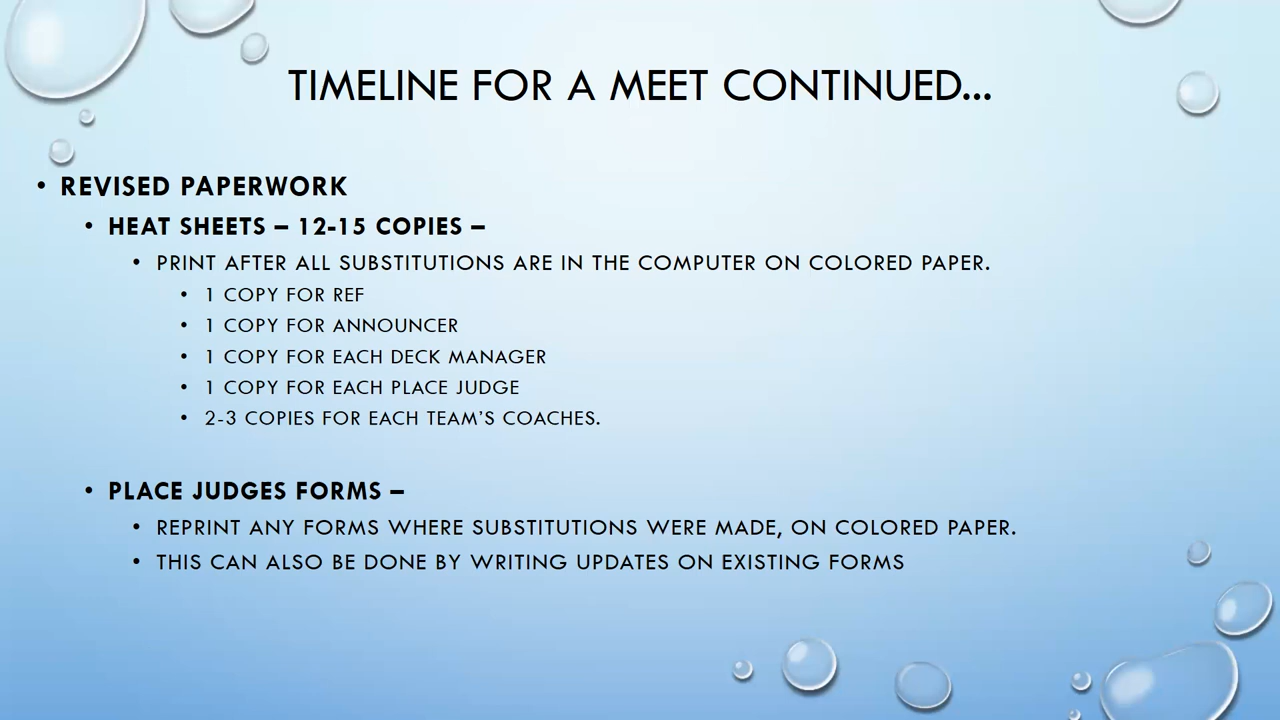 TIMELINE FOR A MEET CONTINUED...
• REVISED PAPERWORK
• HEAT SHEETS – 12-15 COPIES –
• PRINT AFTER ALL SUBSTITUTIONS ARE IN THE COMPUTER ON COLORED PAPER.
• 1 COPY FOR REF
• 1 COPY FOR ANNOUNCER
• 1 COPY FOR EACH DECK MANAGER
• 1 COPY FOR EACH PLACE JUDGE
• 2-3 COPIES FOR EACH TEAM'S COACHES.
• PLACE JUDGES FORMS –
• REPRINT ANY FORMS WHERE SUBSTITUTIONS WERE MADE, ON COLORED PAPER.
• THIS CAN ALSO BE DONE BY WRITING UPDATES ON EXISTING FORMS